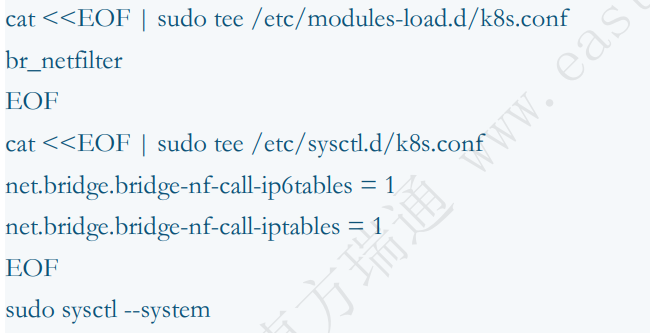 cat <<EOF | sudo tee /etc/modules-load.d/k8s.conf
br_netfilter
EOF
cat <<EOF | sudo tee /etc/sysctl.d/k8s.conf
net.bridge.bridge-nf-call-ip6tables = 1
net.bridge.bridge-nf-call-iptables = 1
EOF
sudo sysctl --system
方瑞通 www.eas